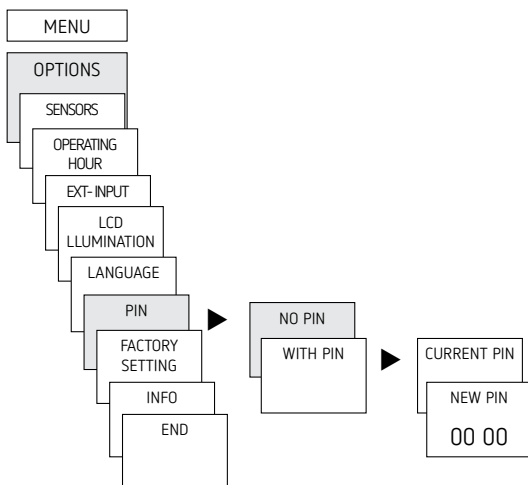 MENU
OPTIONS
SENSORS
OPERATING
HOUR
EXT- INPUT
LCD
LLUMINATION
LANGUAGE
PIN
FACTORY
SETTING
INFO
END
NO PIN
WITH PIN
CURRENT PIN
NEW PIN
00 00